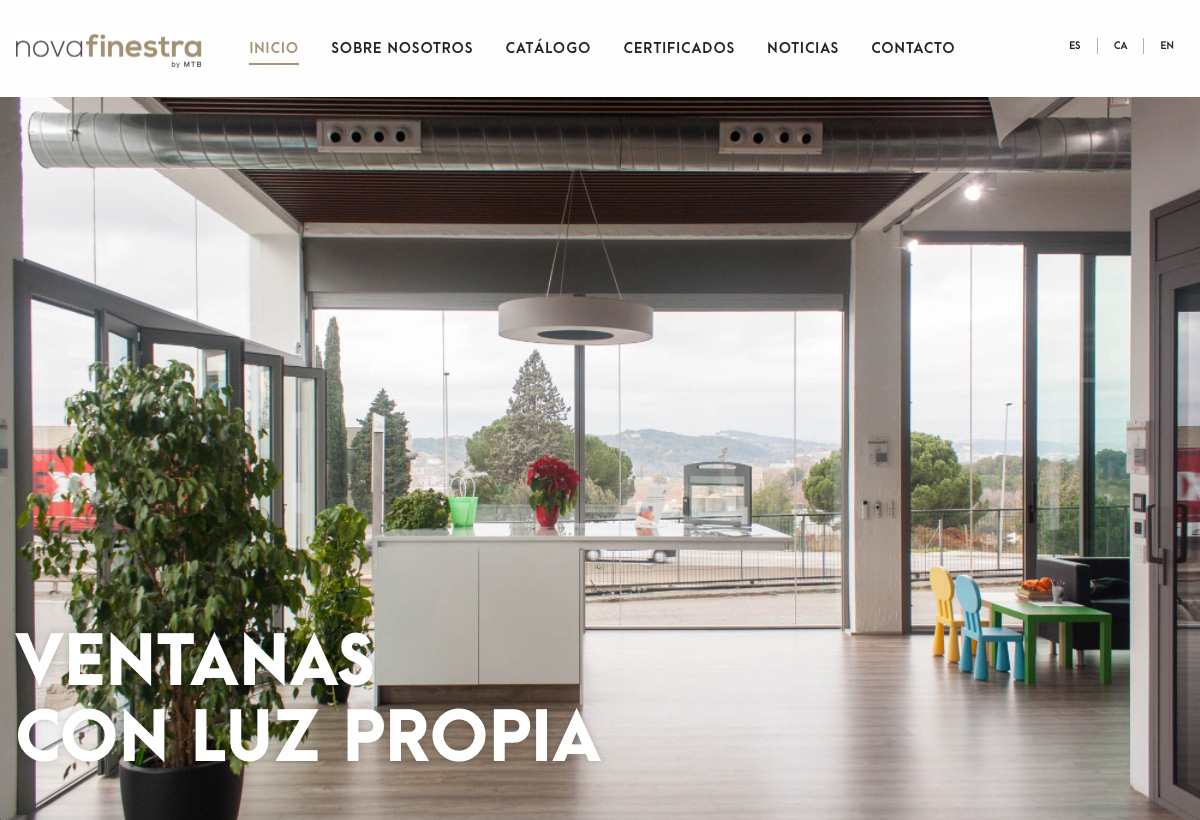 novafinestra
by MTB
INICIO
SOBRE NOSOTROS
CATÁLOGO
CERTIFICADOS
NOTICIAS
CONTACTO
ES
CA
EN
VENTANAS
CON LUZ PROPIA